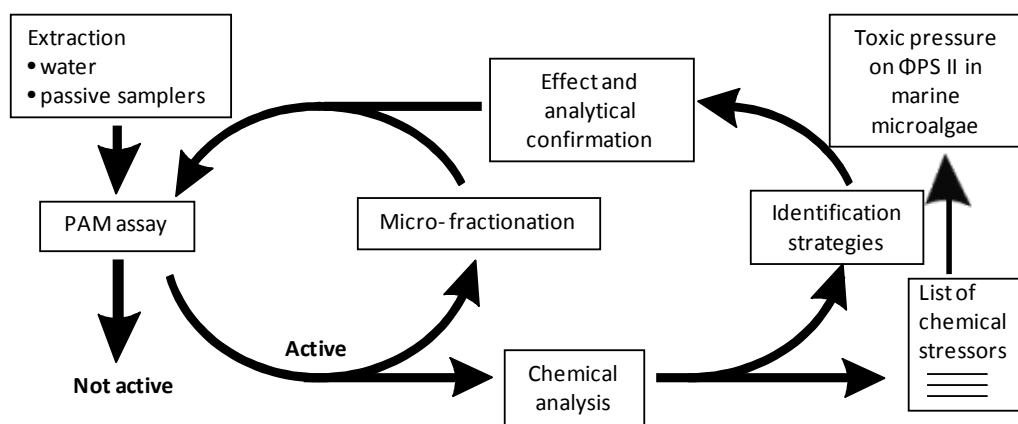 Extraction
• water
• passive samplers
Effect and
analytical
confirmation
Toxic pressure
on ΦPS II in
marine
microalgae
PAM assay
Micro- fractionation
Identification
strategies
Active
Not active
Chemical
analysis
List of
chemical
stressors